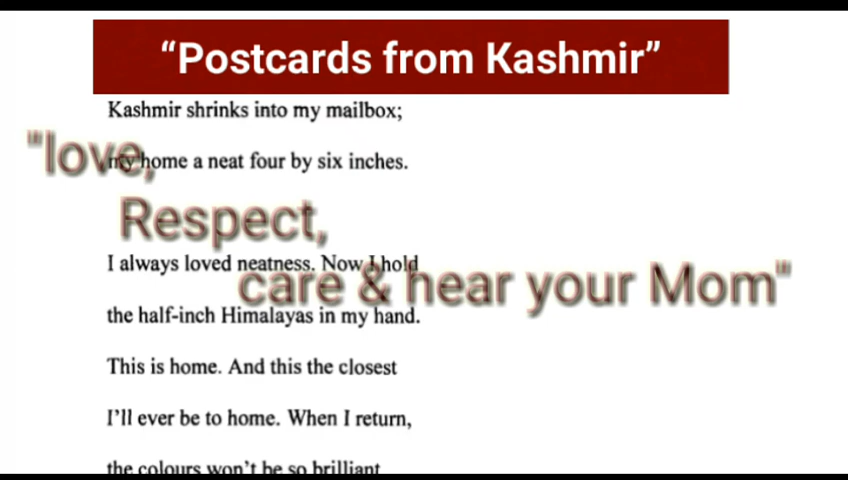 “Postcards from Kashmir”
Kashmir shrinks into my mailbox;
my home a neat four by six inches.
"love,
Respect,
care & hear your Mom"
I always loved neatness. Now I hold
the half-inch Himalayas in my hand.
This is home. And this the closest
I’ll ever be to home. When I return,
the colours won’t be so brilliant